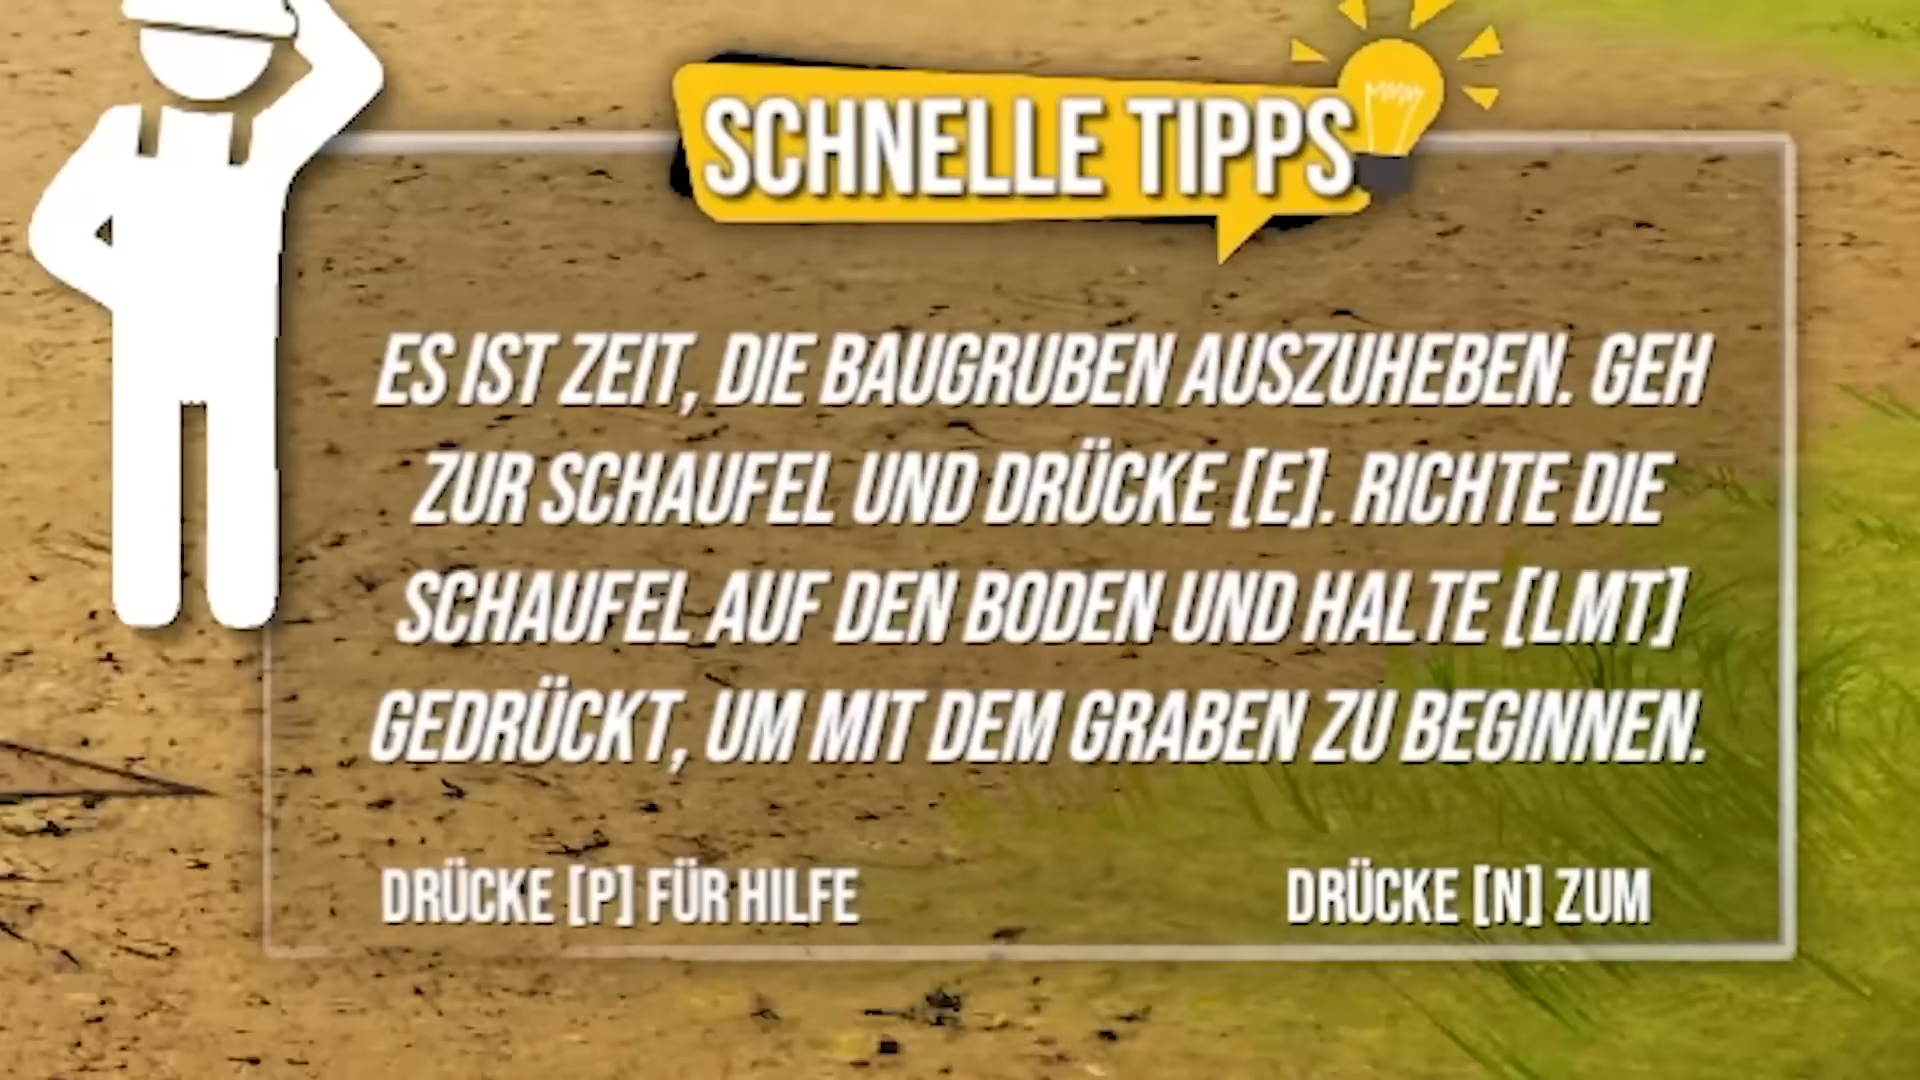 SCHNELLE TIPPS
ES IST ZEIT, DIE BAUGRUBEN AUSZUHEBEN. GEH
ZUR SCHAUFEL UND DRÜCKE [E]. RICHTE DIE
SCHAUFEL AUF DEN BODEN UND HALTE [LMT]
GEDRÜCKT, UM MIT DEM GRABEN ZU BEGINNEN.
DRÜCKE [P] FÜR HILFE
DRÜCKE [N] ZUM